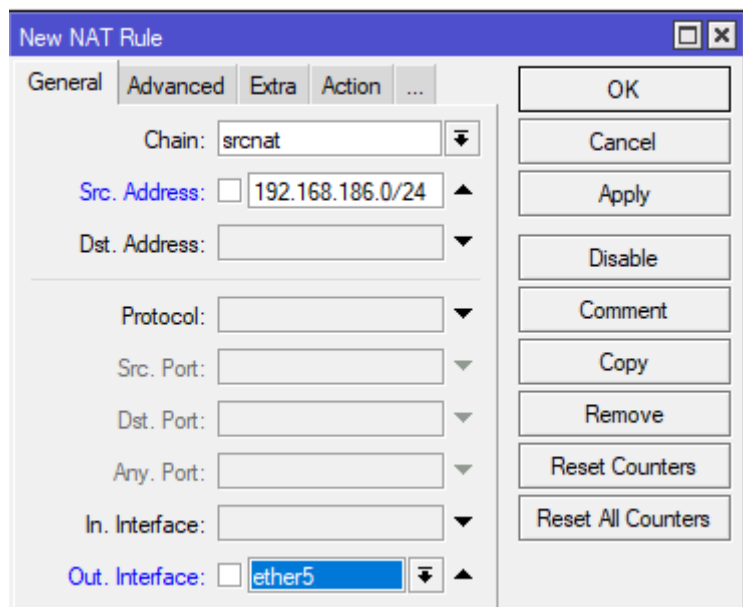 New NAT Rule
General Advanced Extra Action ...
Chain: srcnat
Src. Address: 192.168.186.0/24
Dst. Address:
Protocol:
Src. Port:
Dst. Port:
Any. Port:
In. Interface:
Out. Interface: ether5
OK
Cancel
Apply
Disable
Comment
Copy
Remove
Reset Counters
Reset All Counters